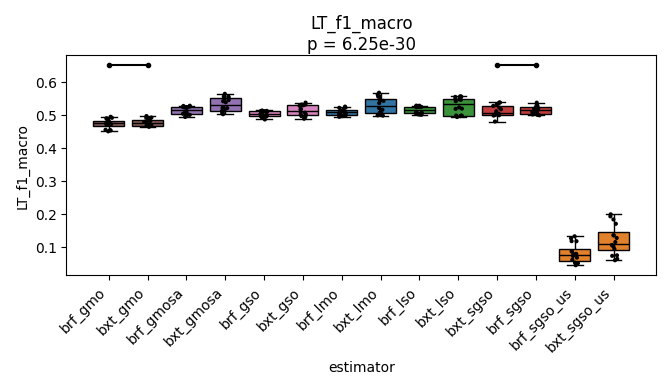 LT_f1_macro
p = 6.25e-30
LT_f1_macro
0.6
0.5
0.4
0.3
0.2
0.1
brf_gmo
bxt_gmo
brf_gmosa
bxt_gmosa
brf_gso
bxt_gso
brf_lmo
bxt_lmo
brf_lso
bxt_lso
bxt_sgso
brf_sgso
brf_sgso_us
bxt_sgso_us
estimator